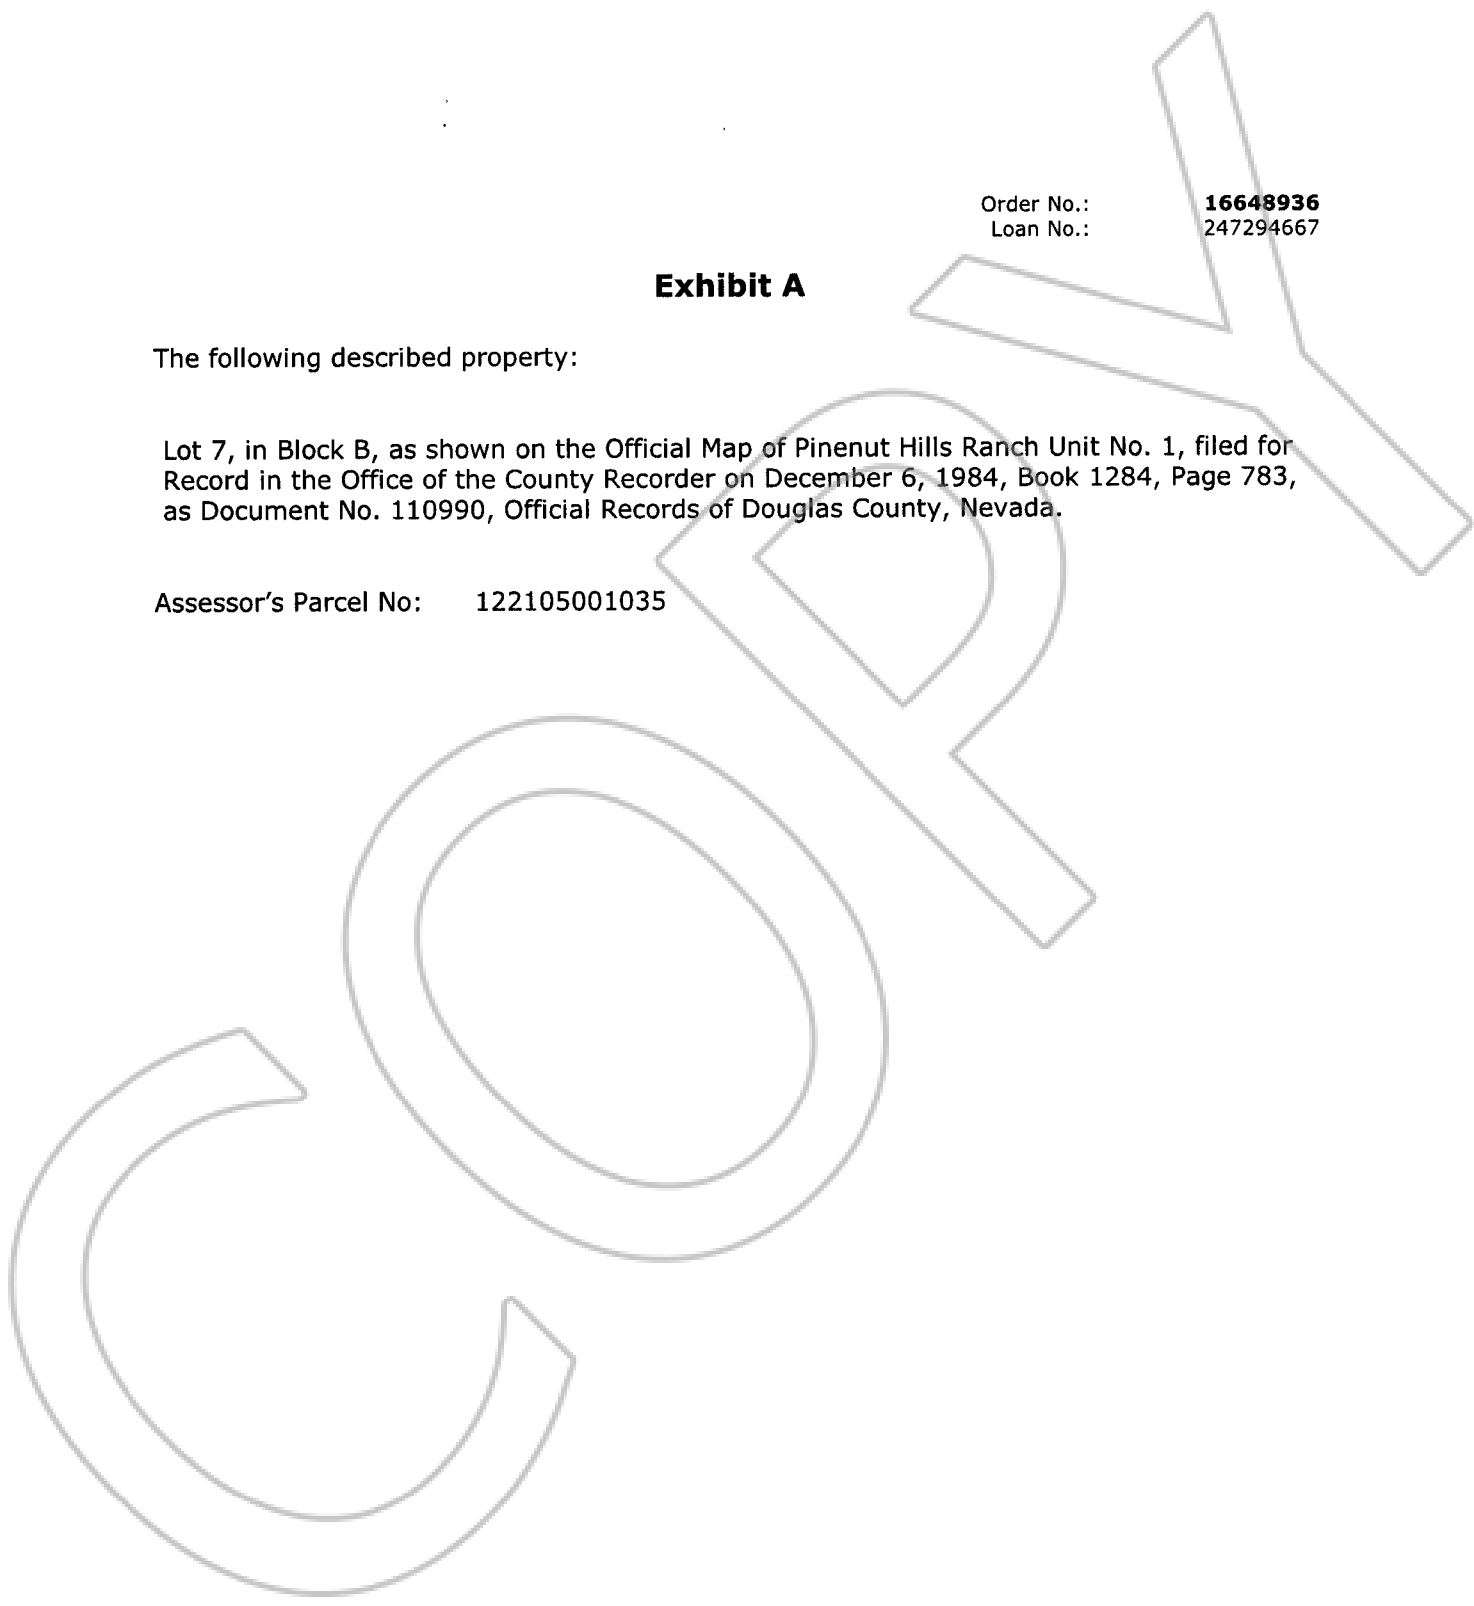 Order No.: 16648936
Loan No.: 247294667
Exhibit A
The following described property:
Lot 7, in Block B, as shown on the Official Map of Pinenut Hills Ranch Unit No. 1, filed for
Record in the Office of the County Recorder on December 6, 1984, Book 1284, Page 783,
as Document No. 110990, Official Records of Douglas County, Nevada.
Assessor's Parcel No: 122105001035
COPY